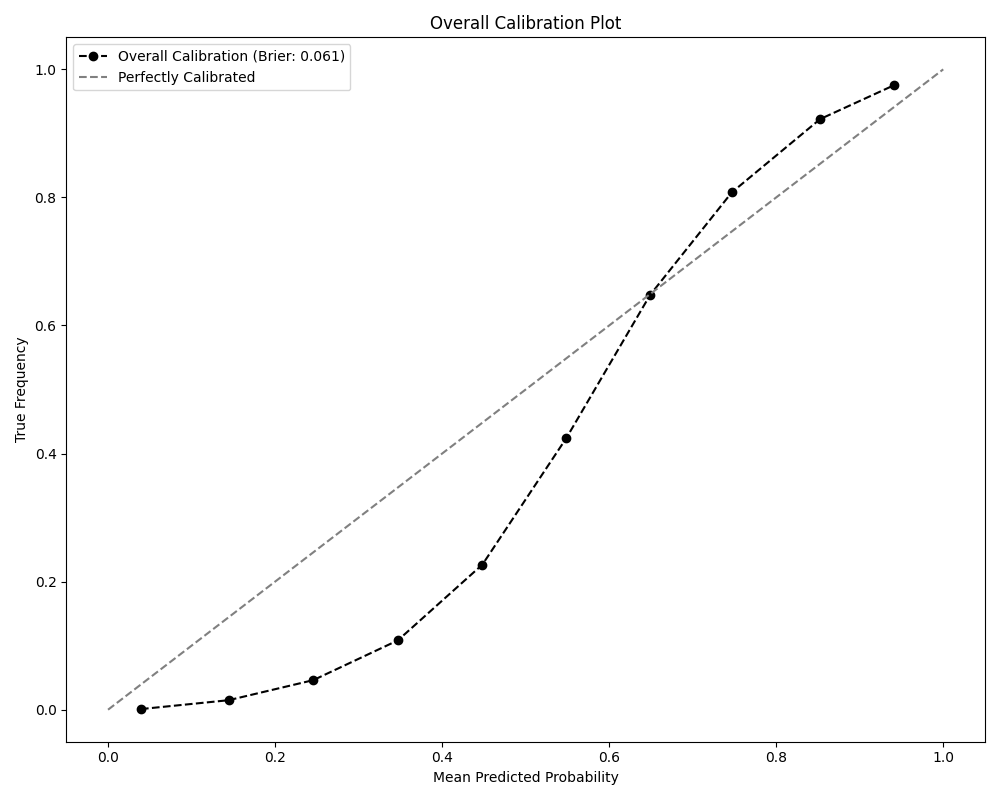 Overall Calibration Plot
Overall Calibration (Brier: 0.061)
Perfectly Calibrated
1.0
0.8
0.6
0.4
0.2
0.0
True Frequency
0.0 0.2 0.4 0.6 0.8 1.0
Mean Predicted Probability